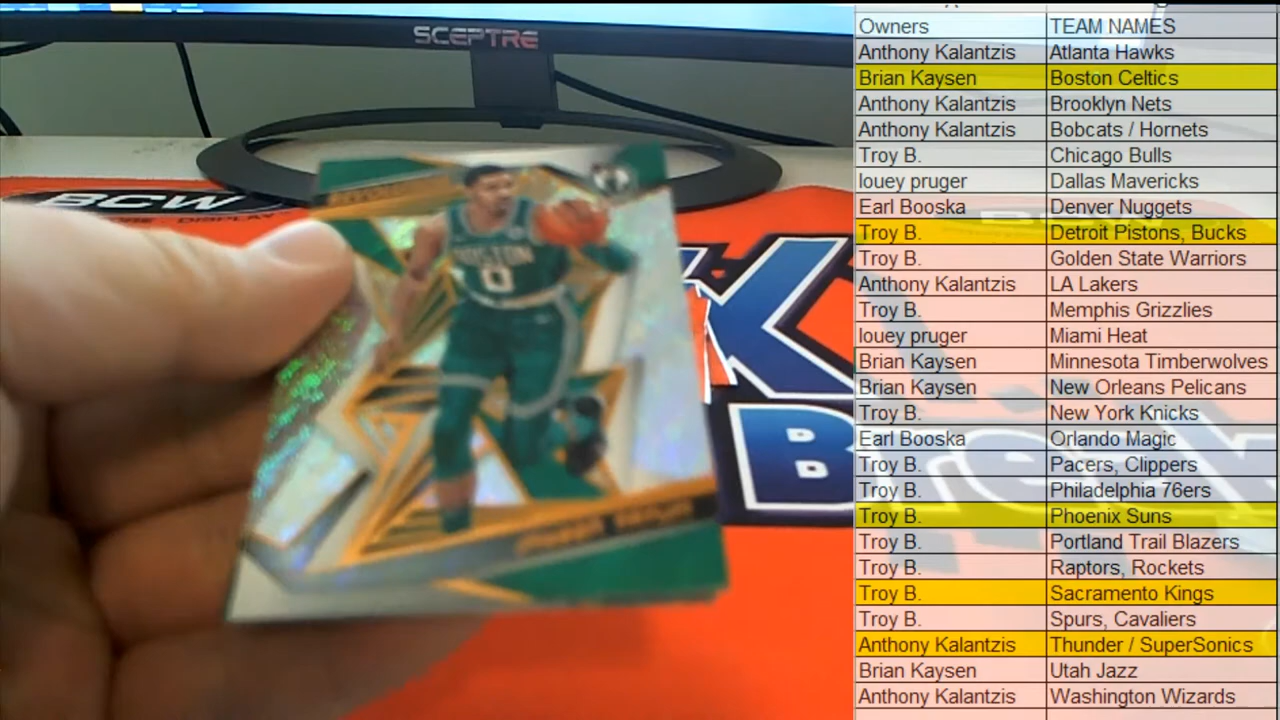 SCEPTRE
BCW
DISPLAY
BOSTON
0
K
B
Owners TEAM NAMES
Anthony Kalantzis Atlanta Hawks
Brian Kaysen Boston Celtics
Anthony Kalantzis Brooklyn Nets
Anthony Kalantzis Bobcats / Hornets
Troy B. Chicago Bulls
louey pruger Dallas Mavericks
Earl Booska Denver Nuggets
Troy B. Detroit Pistons, Bucks
Troy B. Golden State Warriors
Anthony Kalantzis LA Lakers
Troy B. Memphis Grizzlies
louey pruger Miami Heat
Brian Kaysen Minnesota Timberwolves
Brian Kaysen New Orleans Pelicans
Troy B. New York Knicks
Earl Booska Orlando Magic
Troy B. Pacers, Clippers
Troy B. Philadelphia 76ers
Troy B. Phoenix Suns
Troy B. Portland Trail Blazers
Troy B. Raptors, Rockets
Troy B. Sacramento Kings
Troy B. Spurs, Cavaliers
Anthony Kalantzis Thunder / SuperSonics
Brian Kaysen Utah Jazz
Anthony Kalantzis Washington Wizards